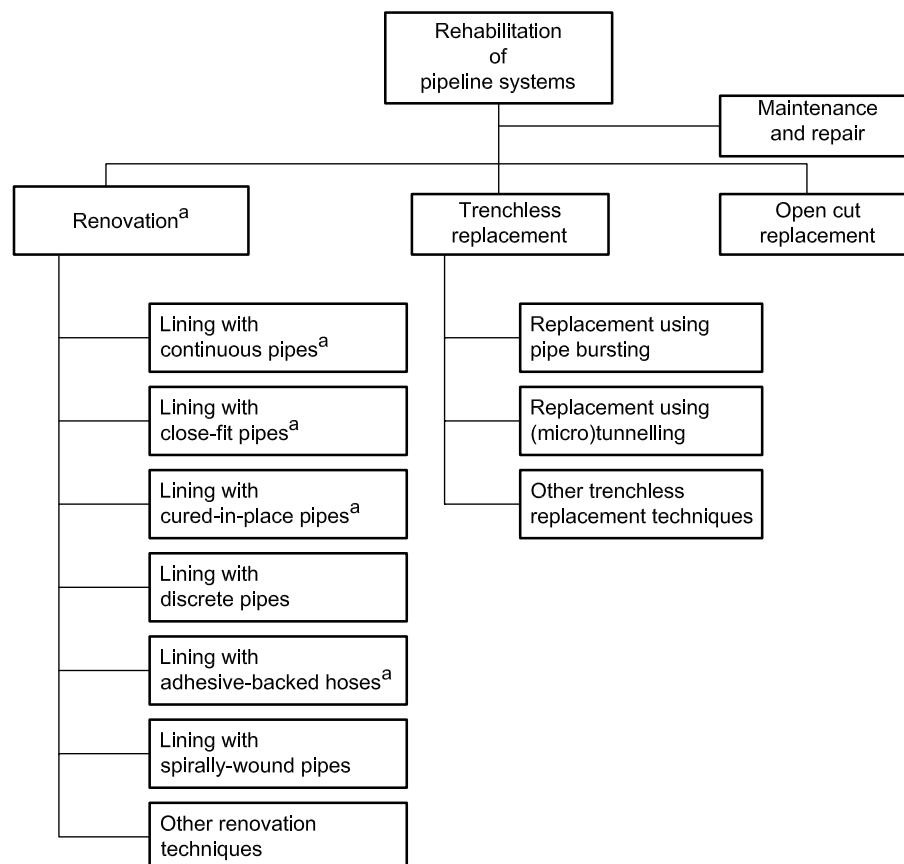 Rehabilitation
of
pipeline systems
Maintenance
and repair
Renovationᵃ
Trenchless
replacement
Open cut
replacement
Lining with
continuous pipesᵃ
Lining with
close-fit pipesᵃ
Lining with
cured-in-place pipesᵃ
Lining with
discrete pipes
Lining with
adhesive-backed hosesᵃ
Lining with
spirally-wound pipes
Other renovation
techniques
Replacement using
pipe bursting
Replacement using
(micro)tunnelling
Other trenchless
replacement techniques